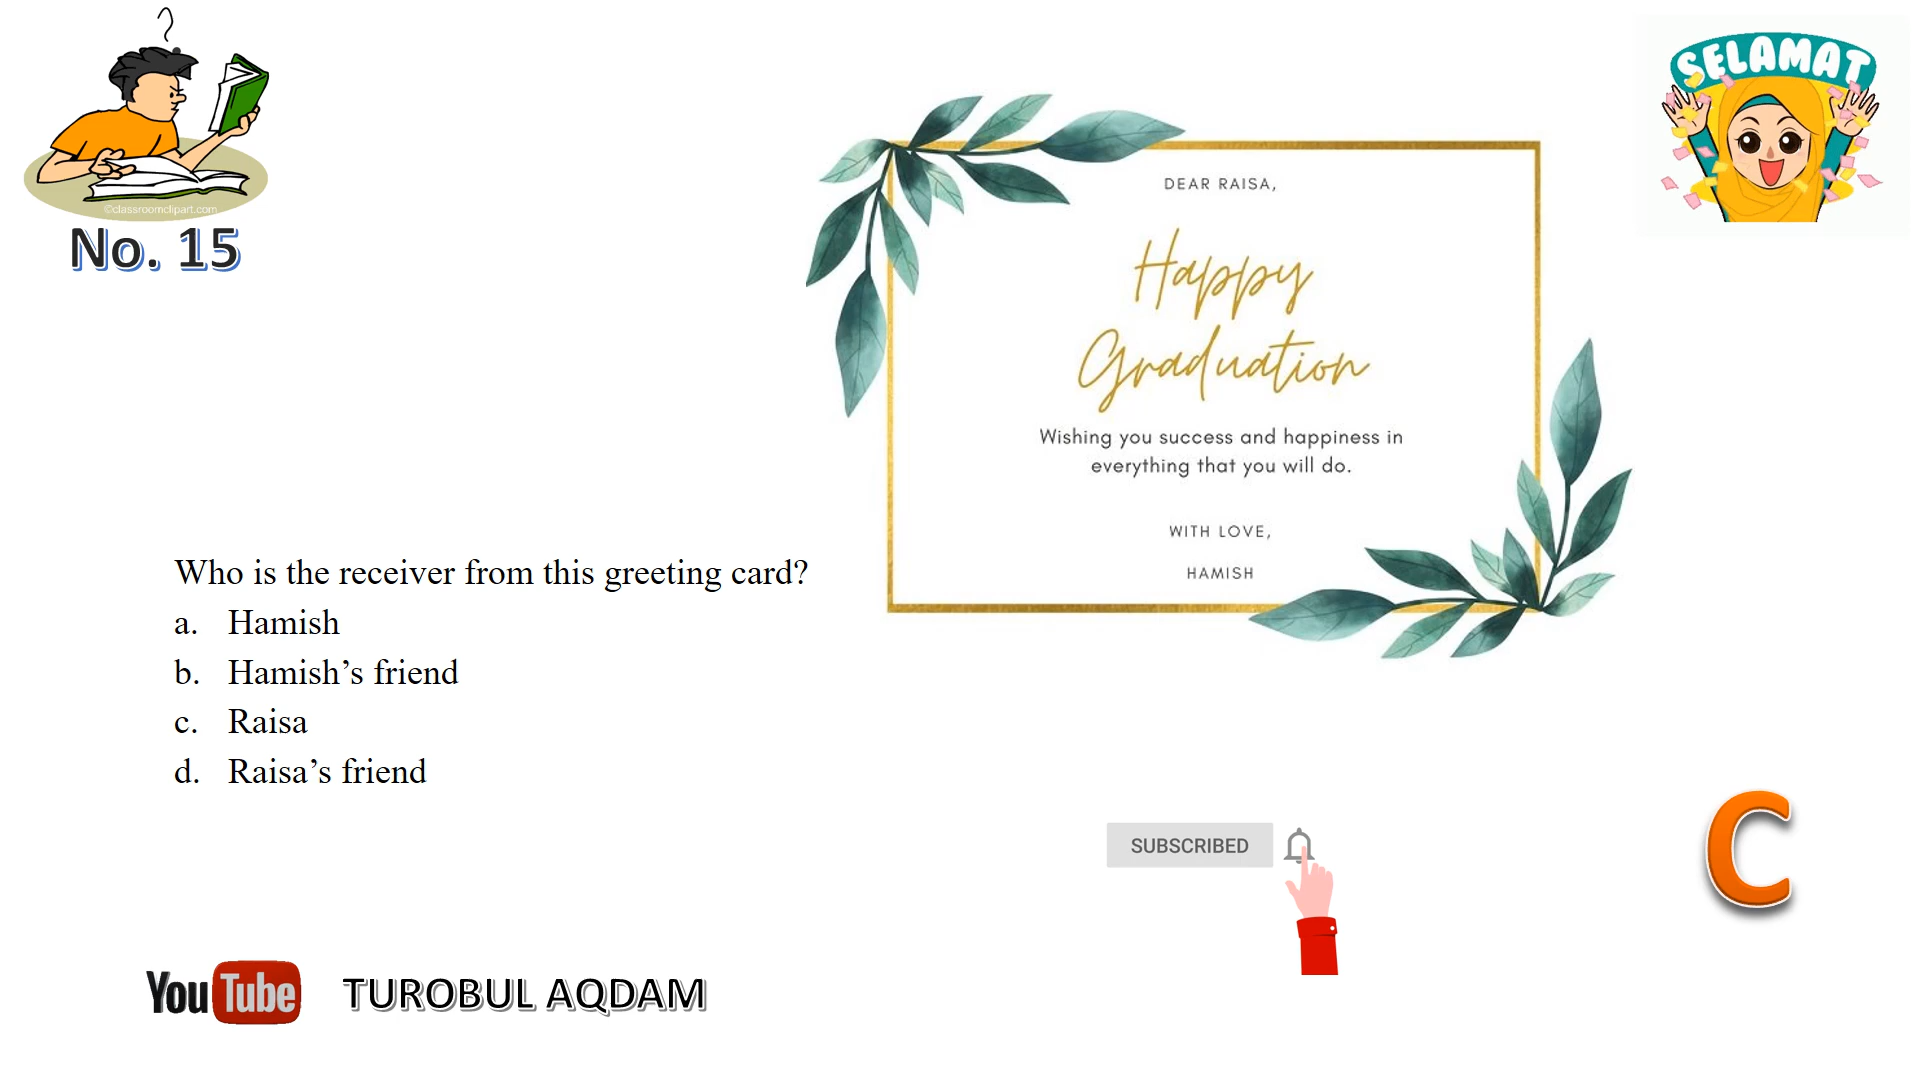 SELAMAT
©classroomclipart.com
No. 15
DEAR RAISA,
Happy
Graduation
Wishing you success and happiness in
everything that you will do.
WITH LOVE,
HAMISH
Who is the receiver from this greeting card?
a. Hamish
b. Hamish’s friend
c. Raisa
d. Raisa’s friend
SUBSCRIBED
C
YouTube TUROBUL AQDAM